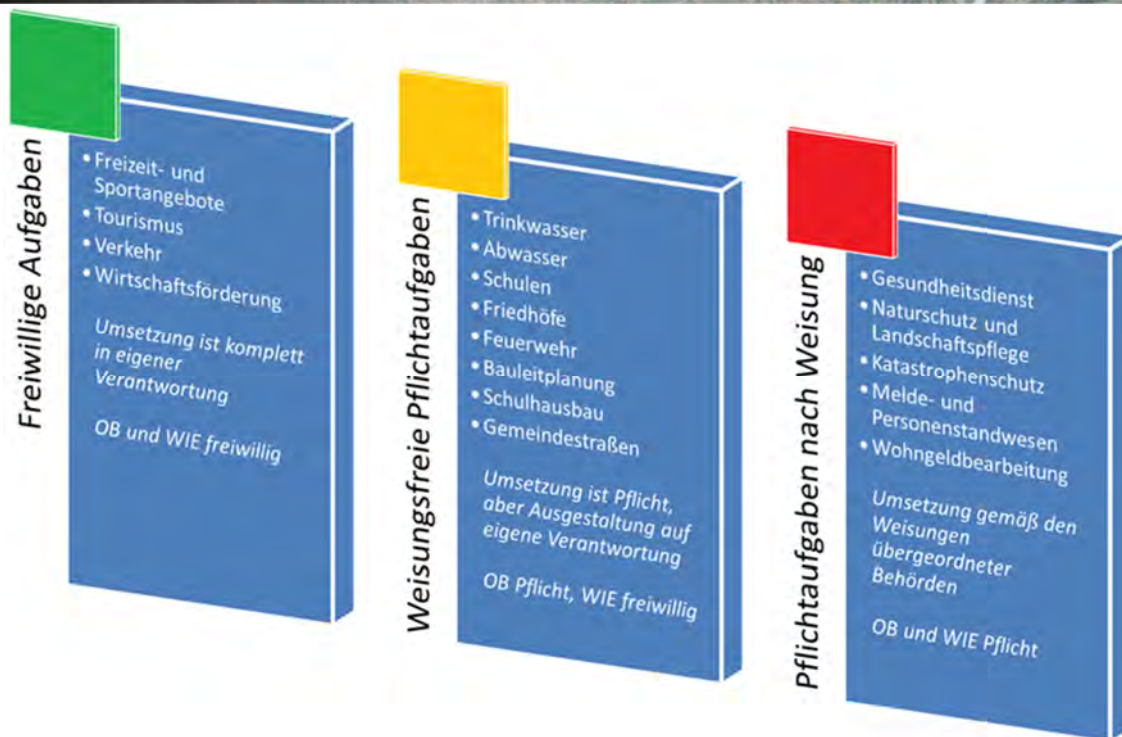 Freiwillige Aufgaben
• Freizeit- und
Sportangebote
• Tourismus
• Verkehr
• Wirtschaftsförderung
Umsetzung ist komplett
in eigener
Verantwortung
OB und WIE freiwillig
Weisungsfreie Pflichtaufgaben
• Trinkwasser
• Abwasser
• Schulen
• Friedhöfe
• Feuerwehr
• Bauleitplanung
• Schulhausbau
• Gemeindestraßen
Umsetzung ist Pflicht,
aber Ausgestaltung auf
eigene Verantwortung
OB Pflicht, WIE freiwillig
Pflichtaufgaben nach Weisung
• Gesundheitsdienst
• Naturschutz und
Landschaftspflege
• Katastrophenschutz
• Melde- und
Personenstandwesen
• Wohngeldbearbeitung
Umsetzung gemäß den
Weisungen
übergeordneter
Behörden
OB und WIE Pflicht